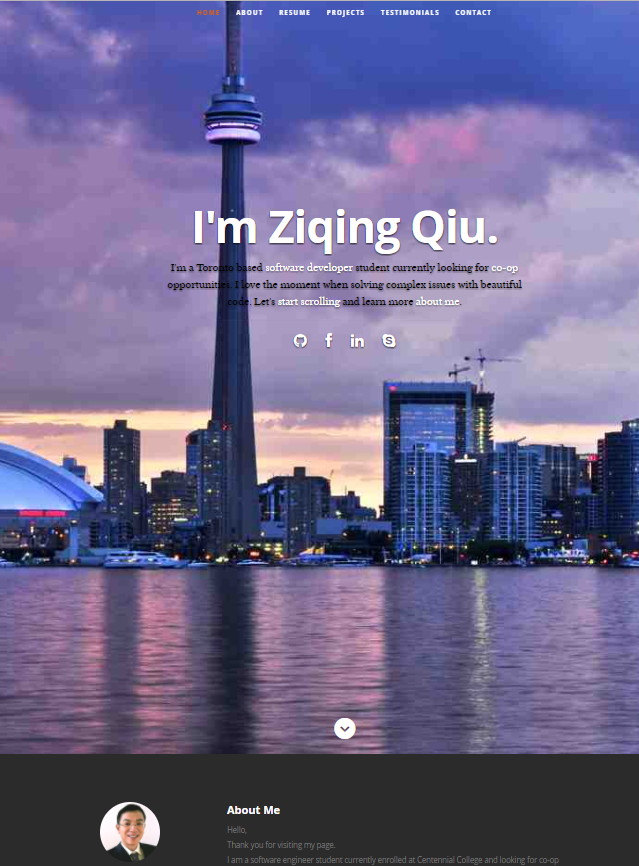 HOME ABOUT RESUME PROJECTS TESTIMONIALS CONTACT
I'm Ziqing Qiu.
I'm a Toronto based software developer student currently looking for co-op
opportunities. I love the moment when solving complex issues with beautiful
code. Let's start scrolling and learn more about me.
About Me
Hello,
Thank you for visiting my page.
I am a software engineer student currently enrolled at Centennial College and looking for co-op